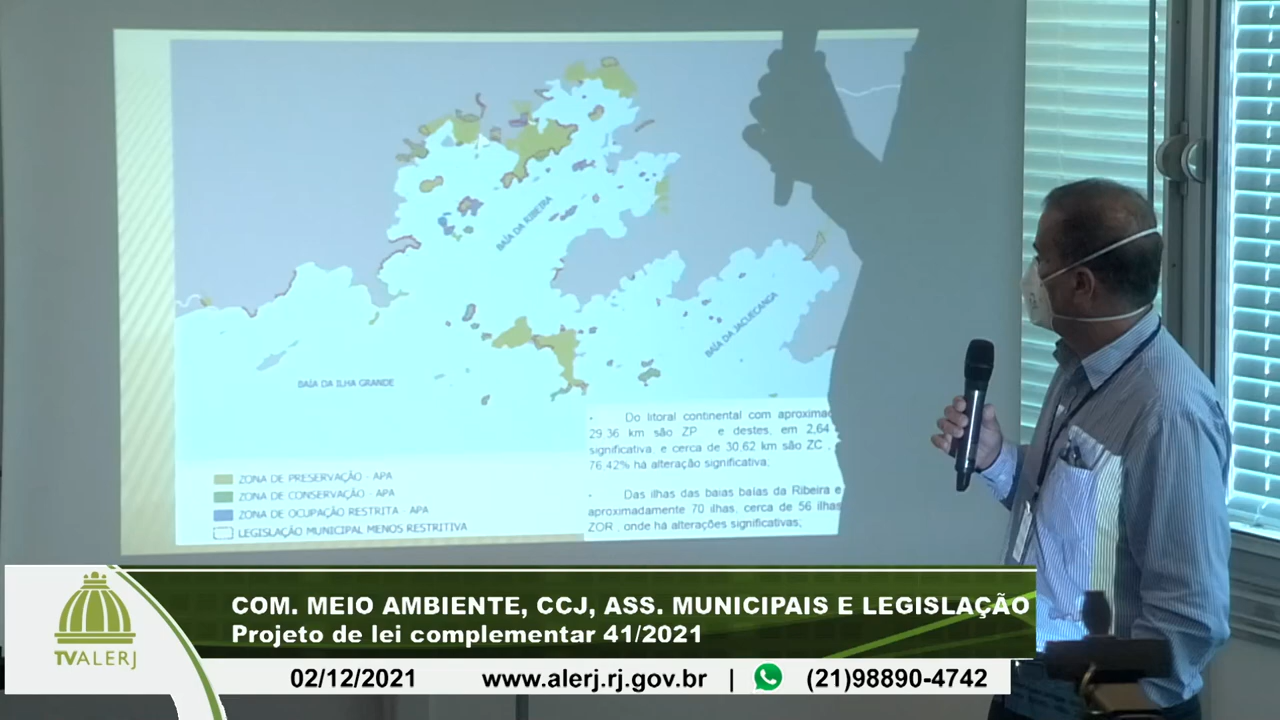 BAÍA DA RIBEIRA
BAÍA DA JACUECANGA
BAÍA DA ILHA GRANDE
ZONA DE PRESERVAÇÃO - APA
ZONA DE CONSERVAÇÃO - APA
ZONA DE OCUPAÇÃO RESTRITA - APA
LEGISLAÇÃO MUNICIPAL MENOS RESTRITIVA
• Do litoral continental com
29,36 km são ZP e destes, em 2,64
significativa, e cerca de 30,62 km são ZC ,
76,42% há alteração significativa;
• Das ilhas das baias baías da Ribeira e
aproximadamente 70 ilhas, cerca de 56 ilhas
ZOR , onde há alterações significativas;
COM. MEIO AMBIENTE, CCJ, ASS. MUNICIPAIS E LEGISLAÇÃO
Projeto de lei complementar 41/2021
TVALERJ
02/12/2021 www.alerj.rj.gov.br | (21)98890-4742